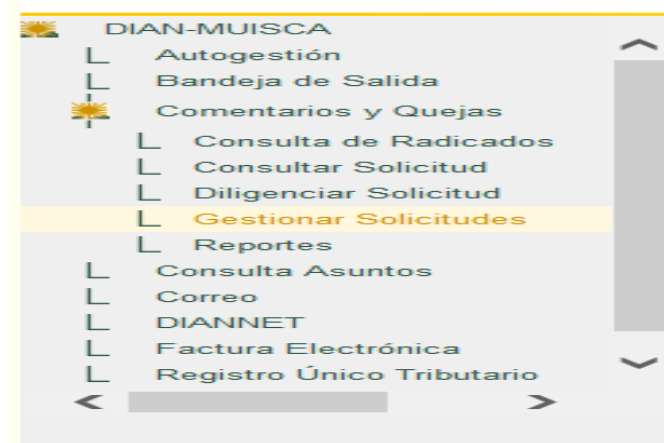 DIAN-MUISCA
Autogestión
Bandeja de Salida
Comentarios y Quejas
Consulta de Radicados
Consultar Solicitud
Diligenciar Solicitud
Gestionar Solicitudes
Reportes
Consulta Asuntos
Correo
DIANNET
Factura Electrónica
Registro Único Tributario